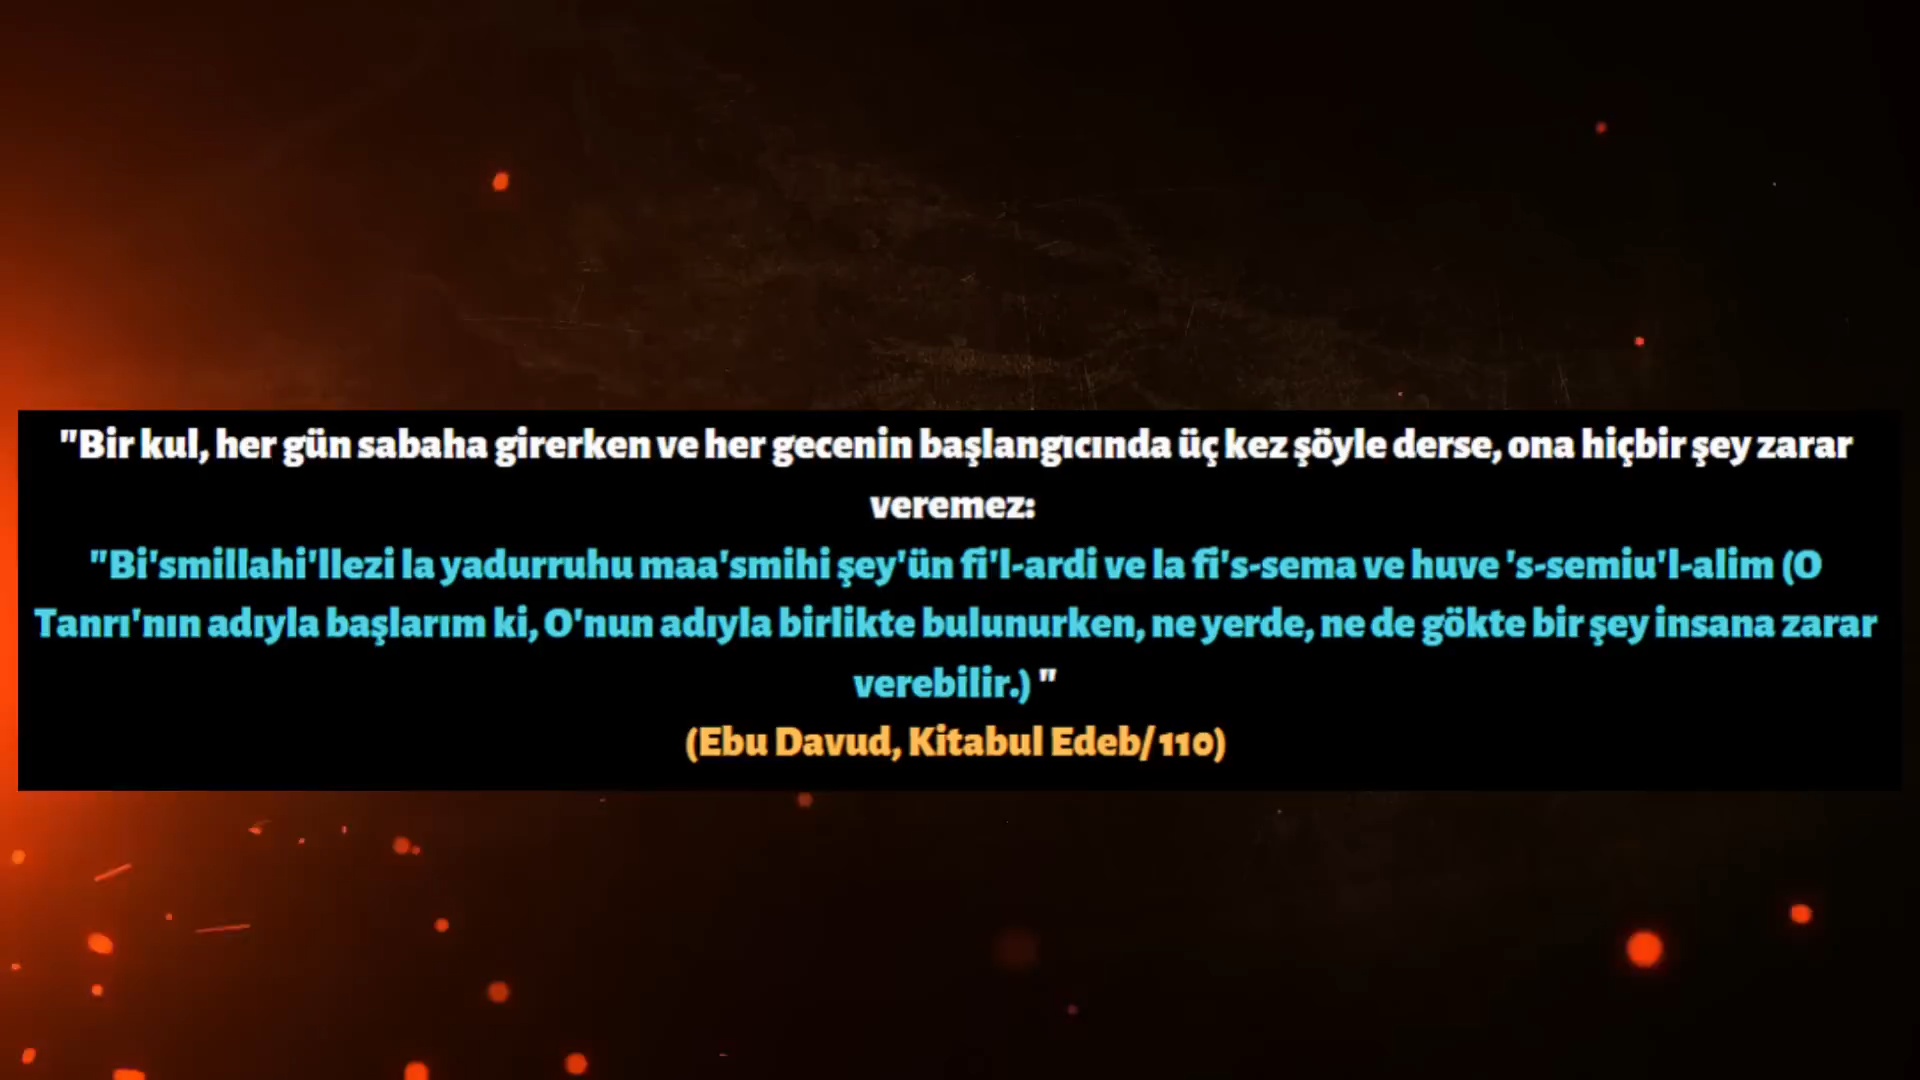 "Bir kul, her gün sabaha girerken ve her gecenin başlangıcında üç kez şöyle derse, ona hiçbir şey zarar
veremez:
"Bi'smillahi'llezi la yadurruhu maa'smihi şey'ün fi'l-ardi ve la fi's-sema ve huve 's-semiu'l-alim (O
Tanrı'nın adıyla başlarım ki, O'nun adıyla birlikte bulunurken, ne yerde, ne de gökte bir şey insana zarar
verebilir.) "
(Ebu Davud, Kitabul Edeb/110)